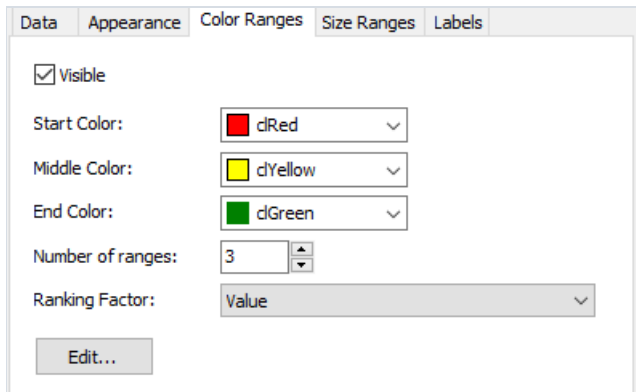 Data Appearance Color Ranges Size Ranges Labels
Visible
Start Color: clRed
Middle Color: clYellow
End Color: clGreen
Number of ranges: 3
Ranking Factor: Value
Edit...